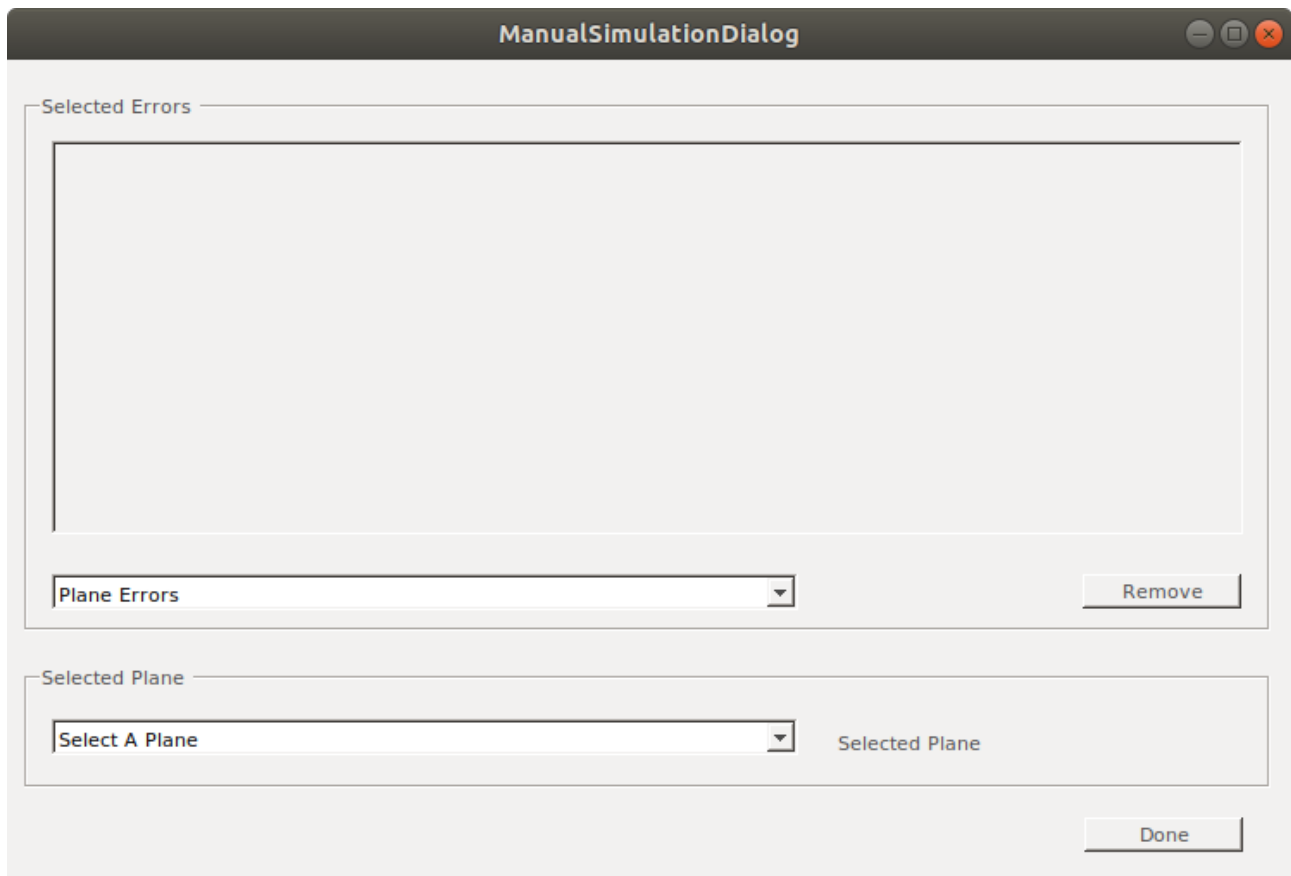 ManualSimulationDialog
Selected Errors
Plane Errors
Remove
Selected Plane
Select A Plane
Selected Plane
Done